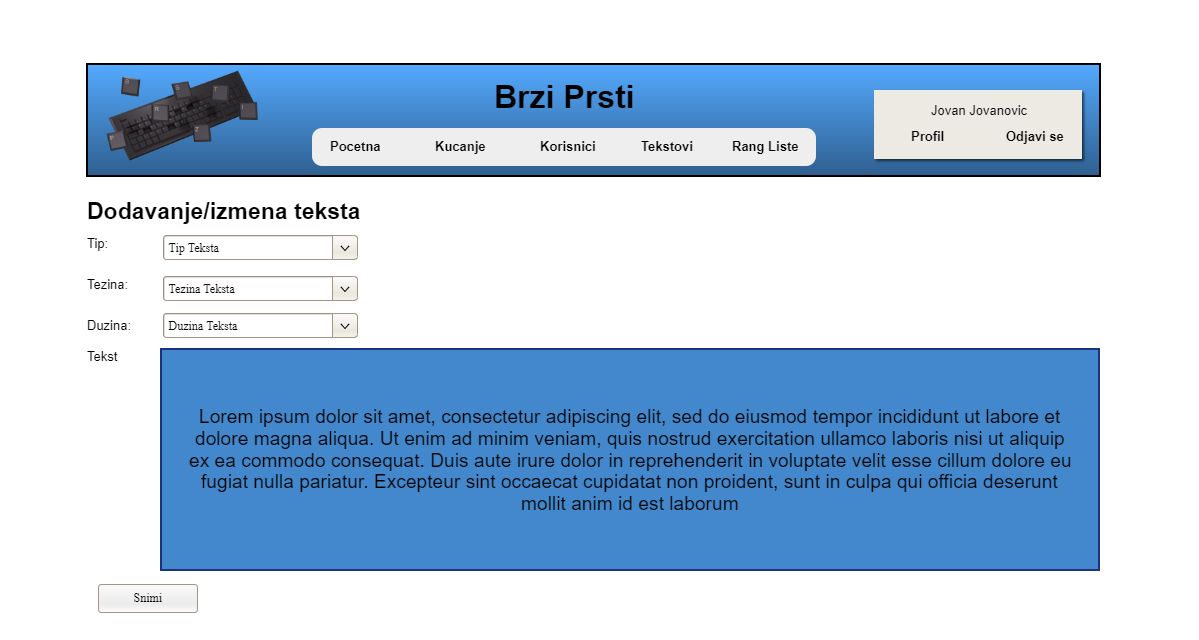 Brzi Prsti
Jovan Jovanovic
Profil Odjavi se
Pocetna Kucanje Korisnici Tekstovi Rang Liste
Dodavanje/izmena teksta
Tip: Tip Teksta
Tezina: Tezina Teksta
Duzina: Duzina Teksta
Tekst
Lorem ipsum dolor sit amet, consectetur adipiscing elit, sed do eiusmod tempor incididunt ut labore et
dolore magna aliqua. Ut enim ad minim veniam, quis nostrud exercitation ullamco laboris nisi ut aliquip
ex ea commodo consequat. Duis aute irure dolor in reprehenderit in voluptate velit esse cillum dolore eu
fugiat nulla pariatur. Excepteur sint occaecat cupidatat non proident, sunt in culpa qui officia deserunt
mollit anim id est laborum
Snimi